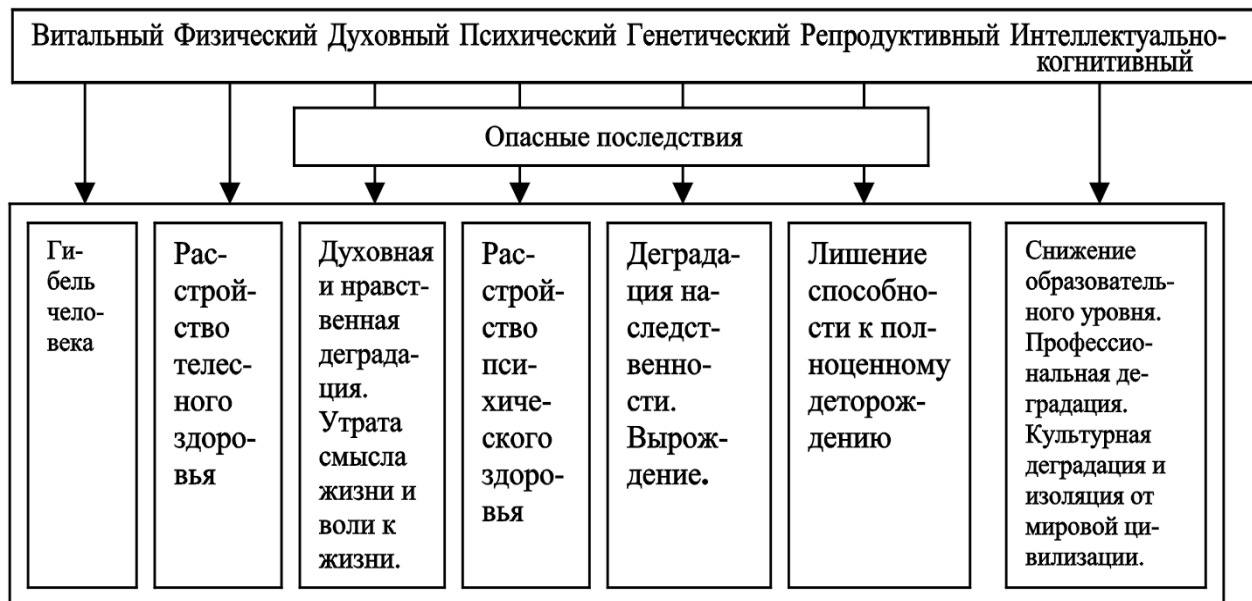 Витальный Физический Духовный Психический Генетический Репродуктивный Интеллектуально-
когнитивный
Опасные последствия
Ги-
бель
чело-
века
Рас-
строй-
ство
телес-
ного
здоро-
вья
Духовная
и нравст-
венная
деграда-
ция.
Утрата
смысла
жизни и
воли к
жизни.
Рас-
строй-
ство
пси-
хиче-
ского
здоро-
вья
Деграда-
ция на-
следст-
венно-
сти.
Вырож-
дение.
Лишение
способно-
сти к пол-
ноценному
деторож-
дению
Снижение
образователь-
ного уровня.
Профессио-
нальная де-
градация.
Культурная
деградация и
изоляция от
мировой ци-
вилизации.